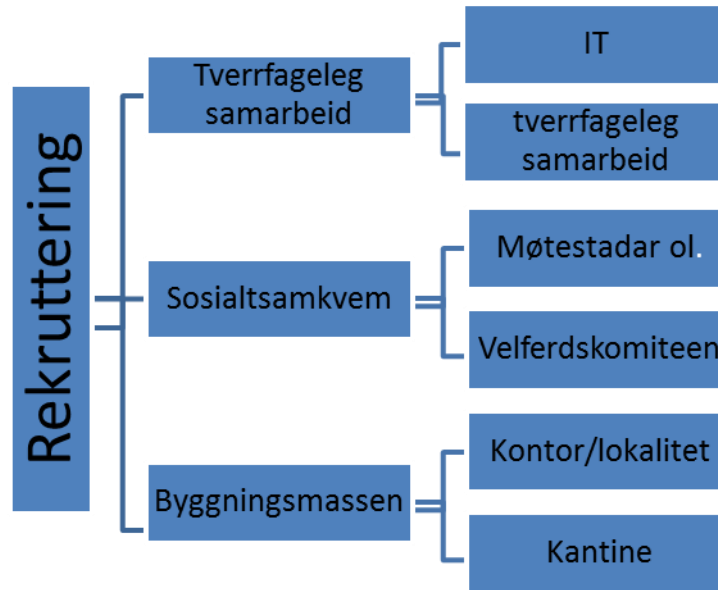 Rekruttering
Tverrfageleg
samarbeid
IT
tverrfageleg
samarbeid
Sosialtsamkvem
Møtestadar ol.
Velferdskomiteen
Byggningsmassen
Kontor/lokalitet
Kantine